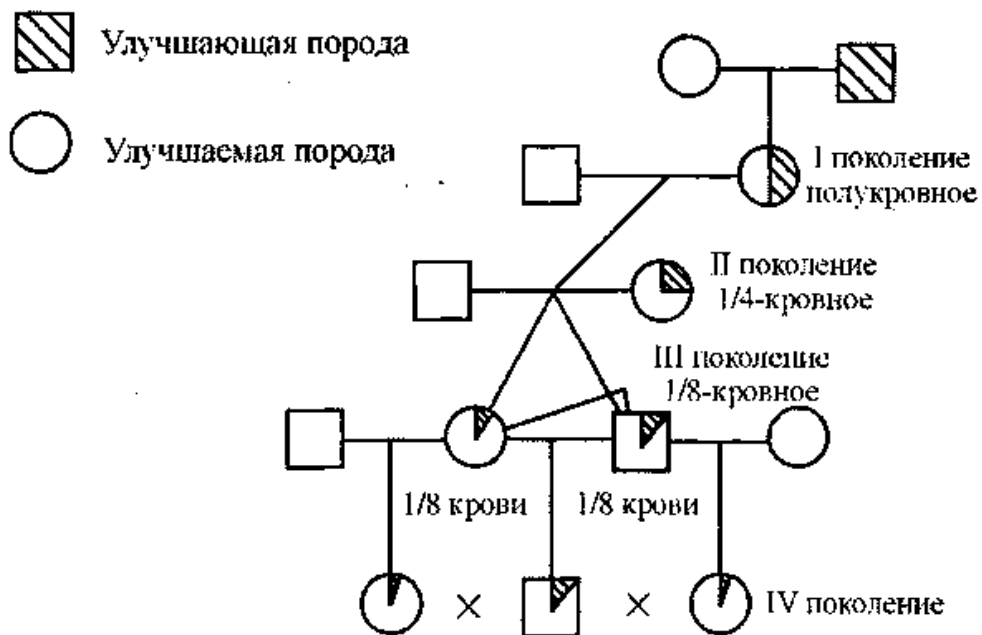 Улучшающая порода
Улучшаемая порода
I поколение
полукровное
II поколение
1/4-кровное
III поколение
1/8-кровное
1/8 крови
1/8 крови
× ×
IV поколение